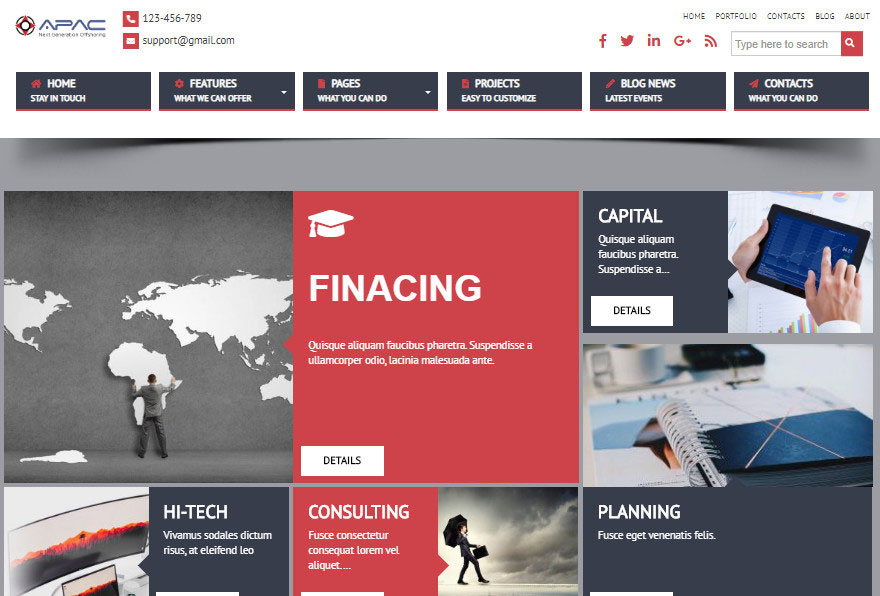 APAC
Next Generation Offshoring
123-456-789
support@gmail.com
HOME PORTFOLIO CONTACTS BLOG ABOUT
Type here to search
HOME
STAY IN TOUCH
FEATURES
WHAT WE CAN OFFER
PAGES
WHAT YOU CAN DO
PROJECTS
EASY TO CUSTOMIZE
BLOG NEWS
LATEST EVENTS
CONTACTS
WHAT YOU CAN DO
FINACING
Quisque aliquam faucibus pharetra. Suspendisse a
ullamcorper odio, lacinia malesuada ante.
DETAILS
CAPITAL
Quisque aliquam
faucibus pharetra.
Suspendisse a...
DETAILS
HI-TECH
Vivamus sodales dictum
risus, at eleifend leo
CONSULTING
Fusce consectetur
consequat lorem vel
aliquet....
PLANNING
Fusce eget venenatis felis.